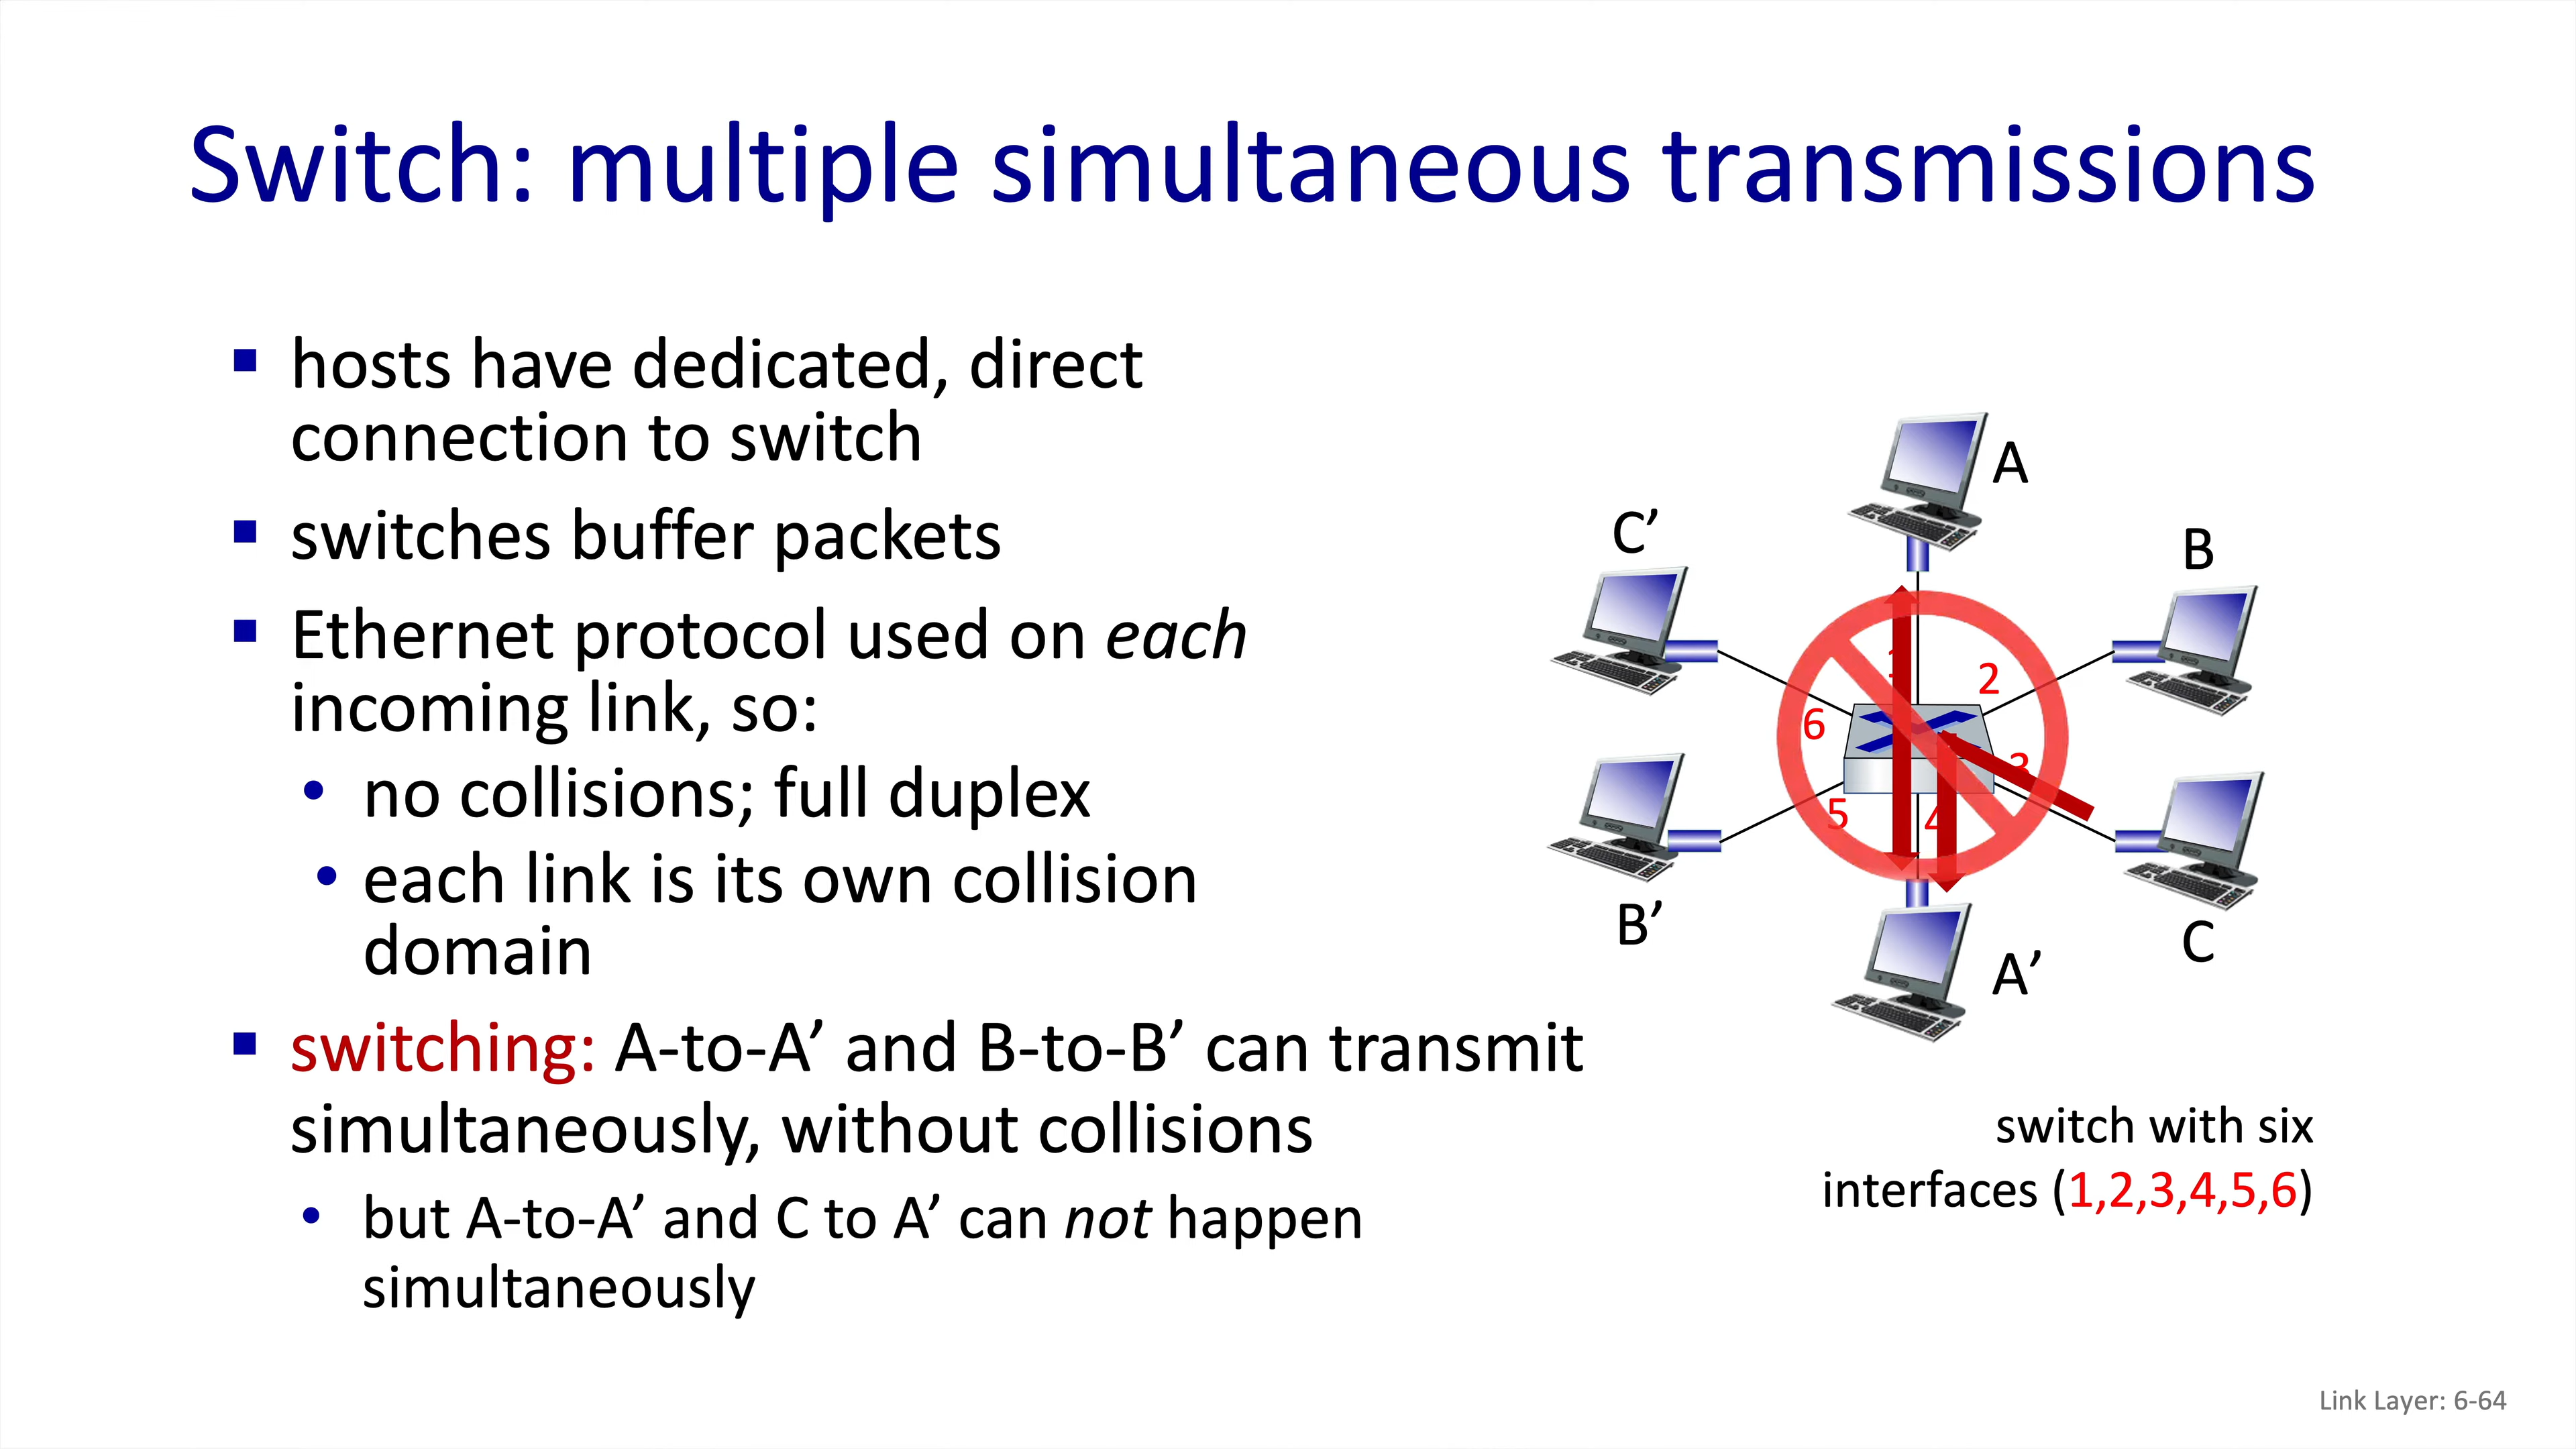 Switch: multiple simultaneous transmissions
hosts have dedicated, direct
connection to switch
switches buffer packets
Ethernet protocol used on each
incoming link, so:
no collisions; full duplex
each link is its own collision
domain
switching: A-to-A’ and B-to-B’ can transmit
simultaneously, without collisions
but A-to-A’ and C to A’ can not happen
simultaneously
A
B
C’
1
2
6
3
5
4
B’
C
A’
switch with six
interfaces (1,2,3,4,5,6)
Link Layer: 6-64